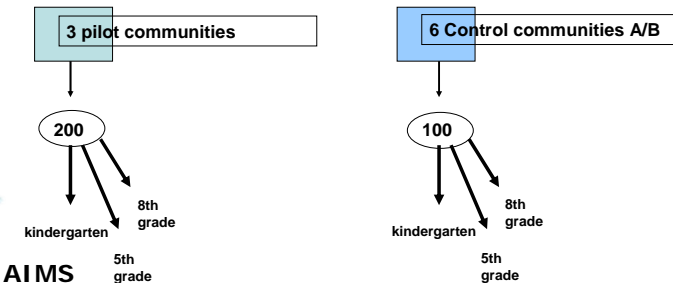 3 pilot communities
200
kindergarten
8th
grade
5th
grade
6 Control communities A/B
100
kindergarten
8th
grade
5th
grade
AIMS